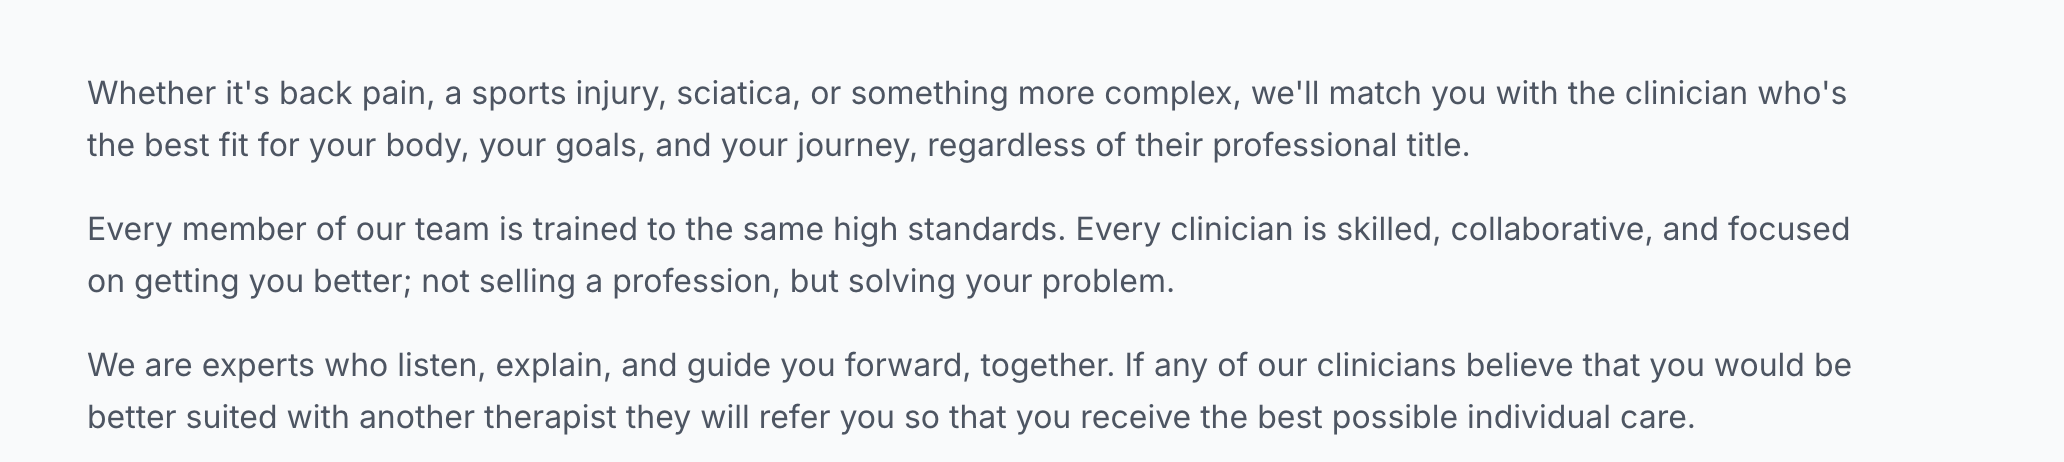 Whether it's back pain, a sports injury, sciatica, or something more complex, we'll match you with the clinician who's
the best fit for your body, your goals, and your journey, regardless of their professional title.
Every member of our team is trained to the same high standards. Every clinician is skilled, collaborative, and focused
on getting you better; not selling a profession, but solving your problem.
We are experts who listen, explain, and guide you forward, together. If any of our clinicians believe that you would be
better suited with another therapist they will refer you so that you receive the best possible individual care.